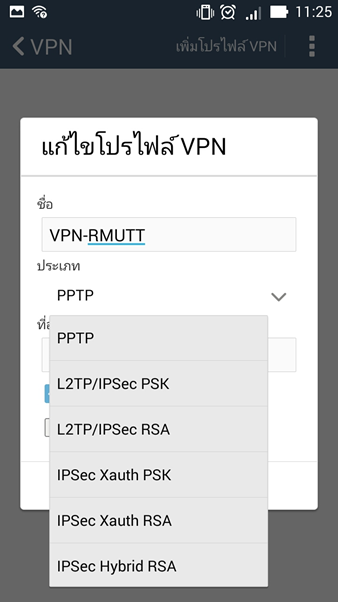 11:25
VPN
เพิ่มโปรไฟล์ VPN
แก้ไขโปรไฟล์ VPN
ชื่อ
VPN-RMUTT
ประเภท
PPTP
PPTP
L2TP/IPSec PSK
L2TP/IPSec RSA
IPSec Xauth PSK
IPSec Xauth RSA
IPSec Hybrid RSA